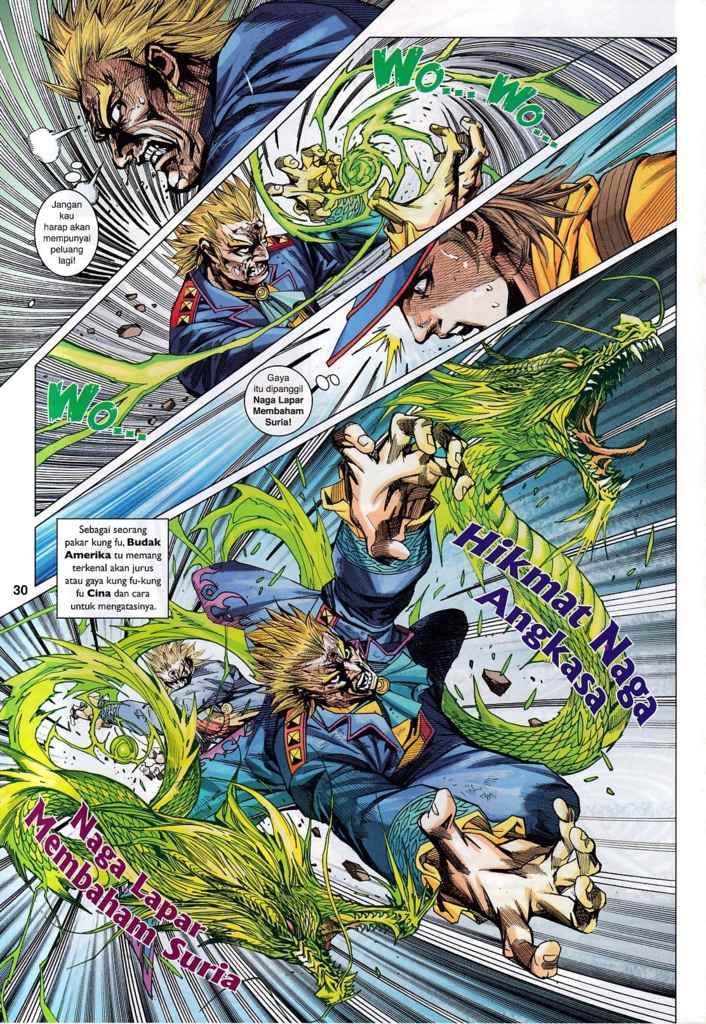 Wo... Wo...
Jangan
kau
harap akan
mempunyai
peluang
lagi!
Wo...
Gaya
itu dipanggil
Naga Lapar
Membaham
Suria!
Sebagai seorang
pakar kung fu, Budak
Amerika tu memang
terkenal akan jurus
atau gaya kung fu-kung
fu Cina dan cara
untuk mengatasinya.
30
Hikmat Naga
Angkasa
Naga Lapar
Membaham Suria